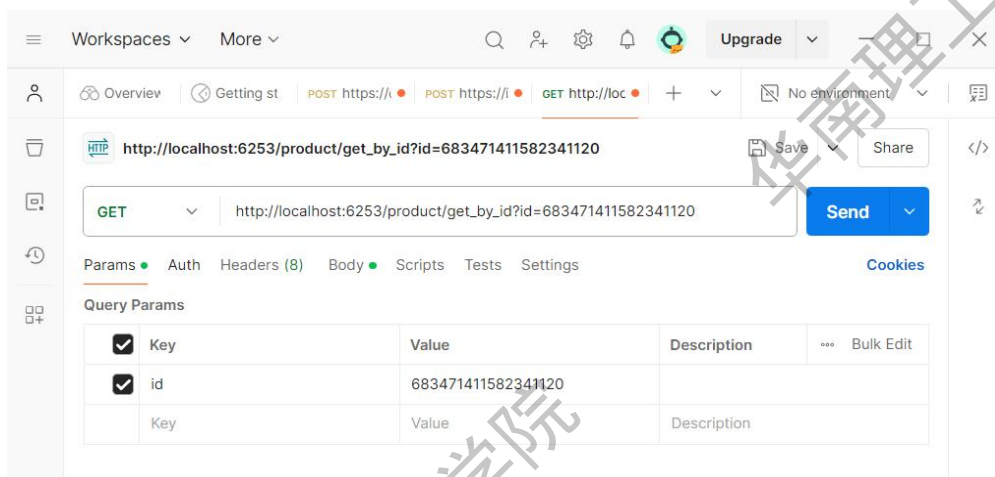 Workspaces More Upgrade
Overview Getting st POST https:// POST https://i GET http://loc No environment
HTTP http://localhost:6253/product/get_by_id?id=683471411582341120 Save Share
GET http://localhost:6253/product/get_by_id?id=683471411582341120 Send
Params Auth Headers (8) Body Scripts Tests Settings Cookies
Query Params
Key Value Description Bulk Edit
id 683471411582341120
Key Value Description
华南理工
学院